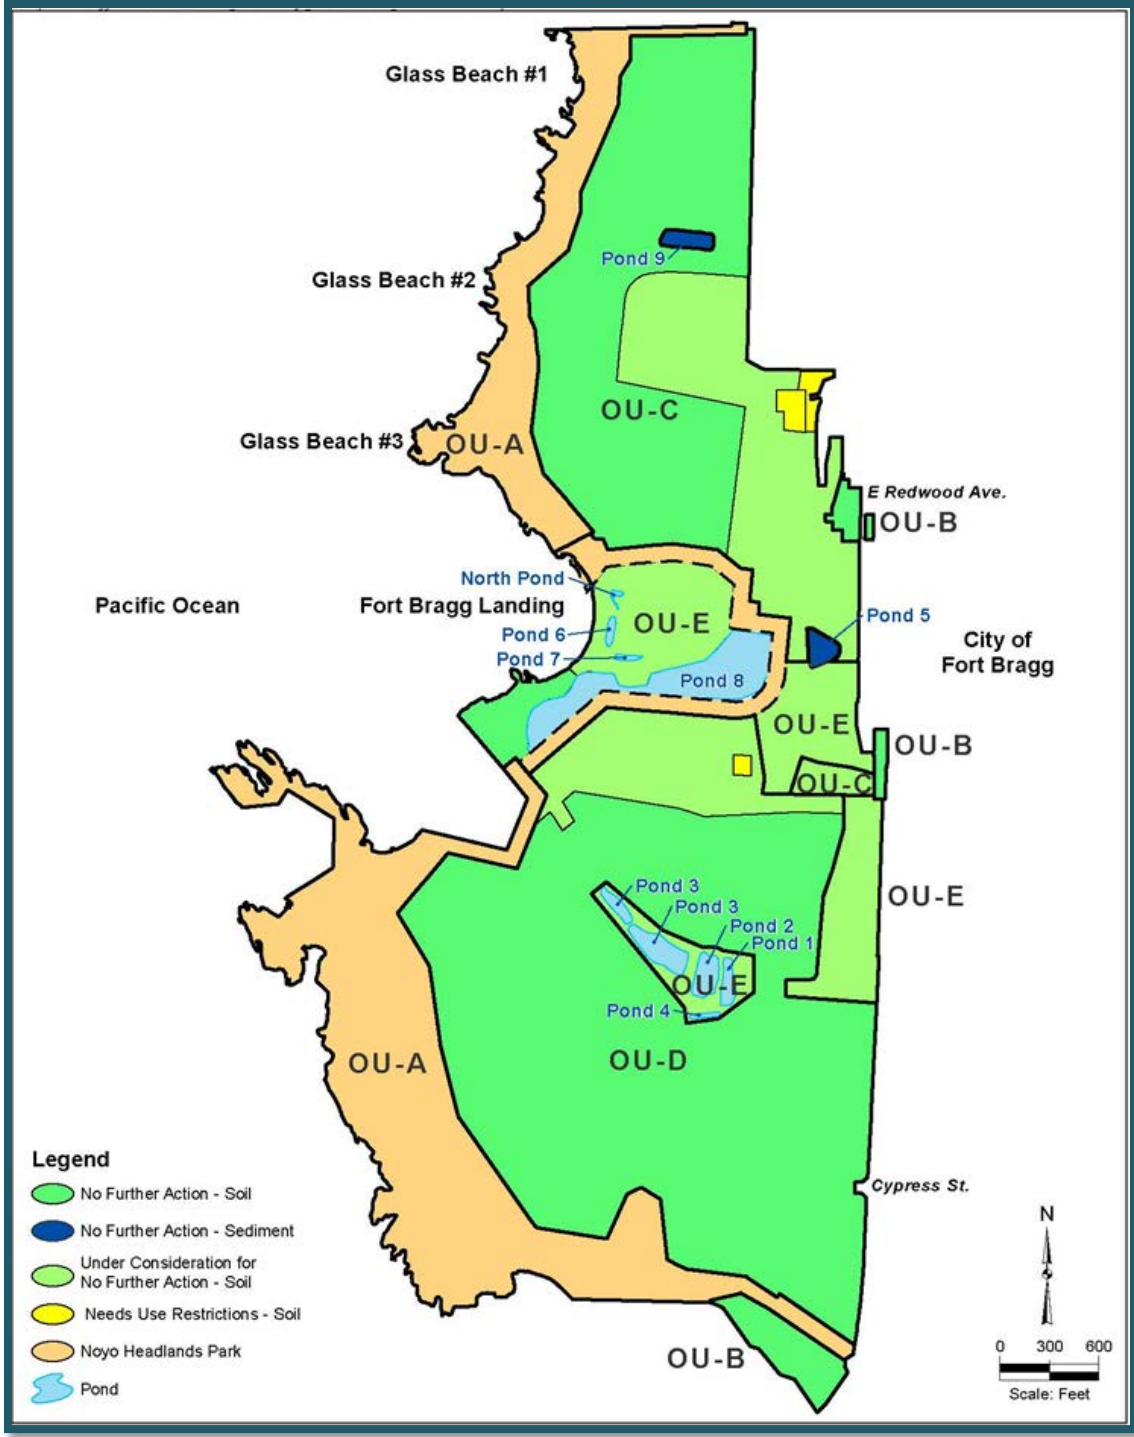 Glass Beach #1
Pond 9
Glass Beach #2
OU-C
Glass Beach #3
OU-A
E Redwood Ave.
OU-B
North Pond
Pacific Ocean
Fort Bragg Landing
OU-E
Pond 5
Pond 6
Pond 7
City of
Fort Bragg
Pond 8
OU-E
OU-B
OU-C
Pond 3
Pond 3
OU-E
Pond 2
Pond 1
OU-E
Pond 4
OU-A
OU-D
Cypress St.
OU-B
Legend
No Further Action - Soil
No Further Action - Sediment
Under Consideration for
No Further Action - Soil
Needs Use Restrictions - Soil
Noyo Headlands Park
Pond
N
0 300 600
Scale: Feet